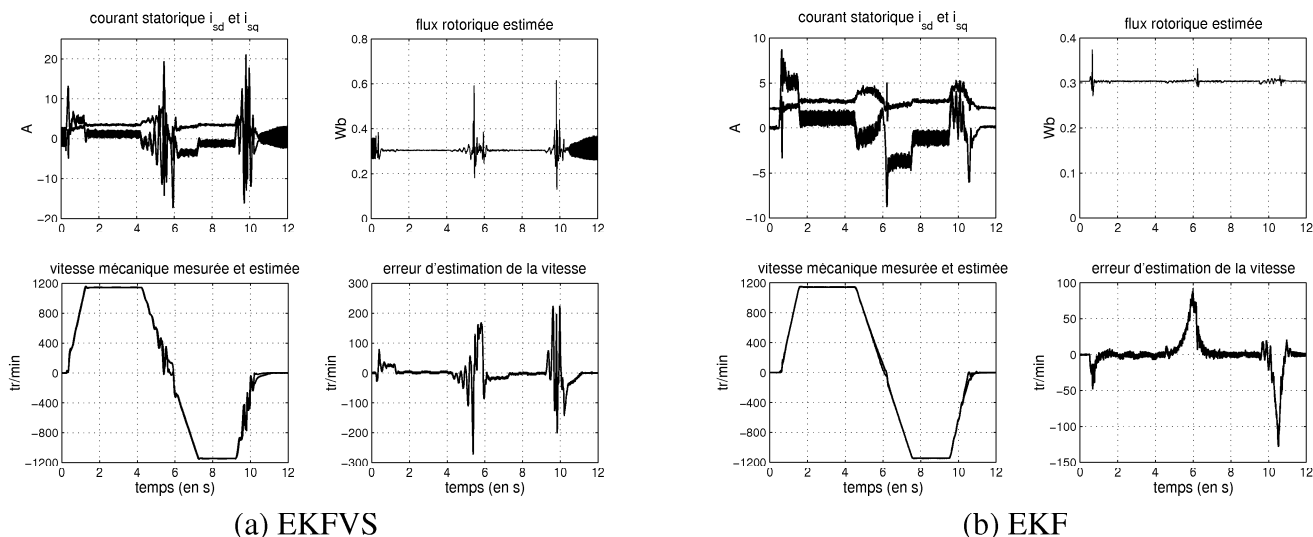 courant statorique i_sd et i_sq
20
10
0
−10
−20
A
0 2 4 6 8 10 12
flux rotorique estimée
0.8
0.6
0.4
0.2
0
Wb
0 2 4 6 8 10 12
vitesse mécanique mesurée et estimée
1200
800
400
0
−400
−800
−1200
tr/min
0 2 4 6 8 10 12
temps (en s)
erreur d'estimation de la vitesse
300
200
100
0
−100
−200
−300
tr/min
0 2 4 6 8 10 12
temps (en s)
(a) EKFVS
courant statorique i_sd et i_sq
10
5
0
−5
−10
A
0 2 4 6 8 10 12
flux rotorique estimée
0.4
0.3
0.2
0.1
0
Wb
0 2 4 6 8 10 12
vitesse mécanique mesurée et estimée
1200
800
400
0
−400
−800
−1200
tr/min
0 2 4 6 8 10 12
temps (en s)
erreur d'estimation de la vitesse
100
50
0
−50
−100
−150
tr/min
0 2 4 6 8 10 12
temps (en s)
(b) EKF